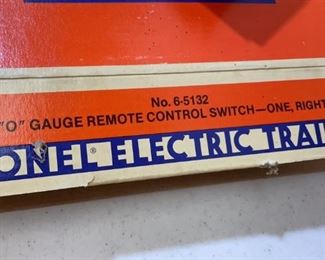 No. 6-5132
"O" GAUGE REMOTE CONTROL SWITCH—ONE, RIGHT
ONEL® ELECTRIC TRAI